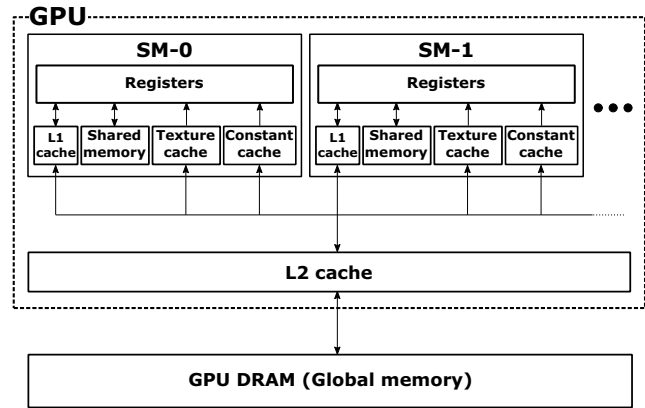 GPU
SM-0
SM-1
Registers
Registers
L1 cache
Shared memory
Texture cache
Constant cache
L1 cache
Shared memory
Texture cache
Constant cache
L2 cache
GPU DRAM (Global memory)